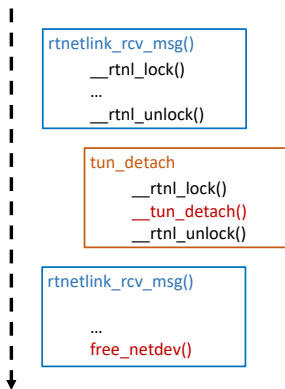 rtnetlink_rcv_msg()
__rtnl_lock()
...
__rtnl_unlock()
tun_detach
__rtnl_lock()
__tun_detach()
__rtnl_unlock()
rtnetlink_rcv_msg()
...
free_netdev()